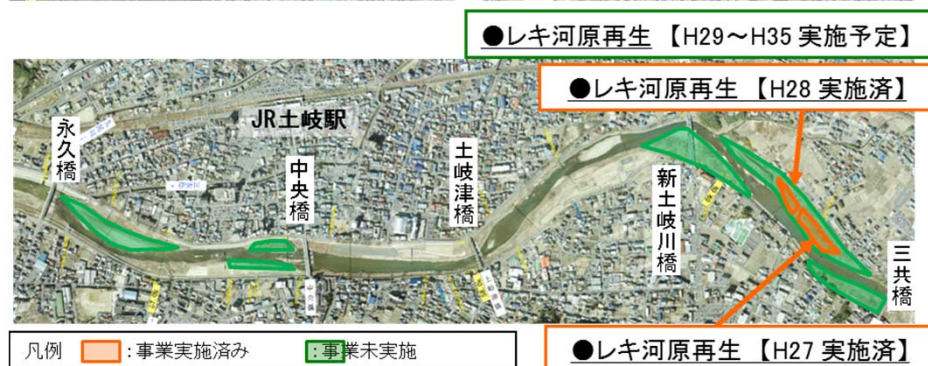 ●レキ河原再生 【H29～H35 実施予定】
●レキ河原再生 【H28 実施済】
JR土岐駅
永久橋
中央橋
土岐津橋
新土岐川橋
三共橋
凡例 :事業実施済み :事業未実施
●レキ河原再生 【H27 実施済】